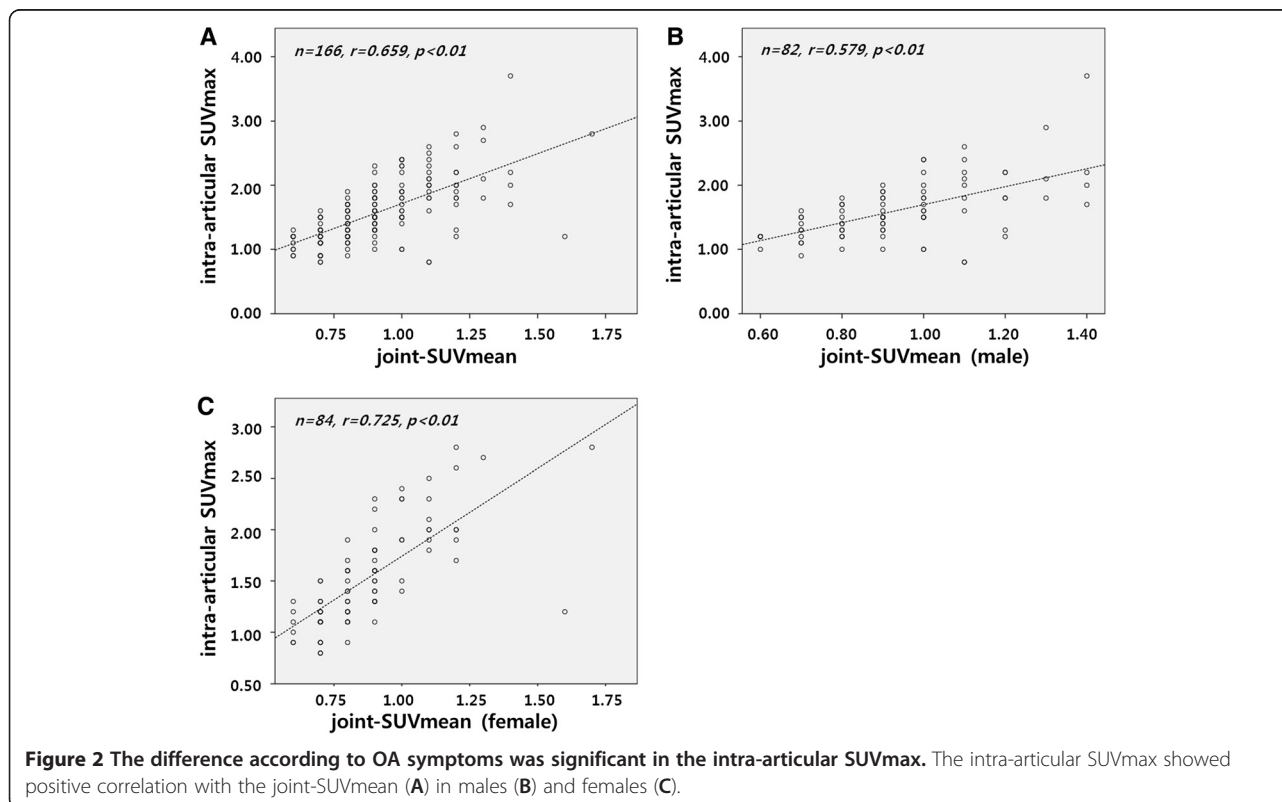 A
n=166, r=0.659, p<0.01
4.00
3.00
2.00
1.00
0.00
intra-articular SUVmax
0.75 1.00 1.25 1.50 1.75
joint-SUVmean
B
n=82, r=0.579, p<0.01
4.00
3.00
2.00
1.00
0.00
intra-articular SUVmax
0.60 0.80 1.00 1.20 1.40
joint-SUVmean (male)
C
n=84, r=0.725, p<0.01
3.00
2.50
2.00
1.50
1.00
0.50
intra-articular SUVmax
0.75 1.00 1.25 1.50 1.75
joint-SUVmean (female)
Figure 2 The difference according to OA symptoms was significant in the intra-articular SUVmax. The intra-articular SUVmax showed
positive correlation with the joint-SUVmean (A) in males (B) and females (C).